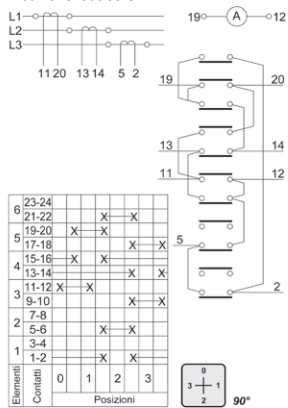 L1
L2
L3
11 20 13 14 5 2
19 A 12
19 20
13 14
11 12
5
2
6 23-24
21-22 X X
5 19-20 X X
17-18 X X
4 15-16 X X
13-14 X X
3 11-12 X X
9-10 X X
2 7-8
5-6 X X
1 3-4
1-2 X X
Elementi Contatti 0 1 2 3
Posizioni
0
3 1
2
90°